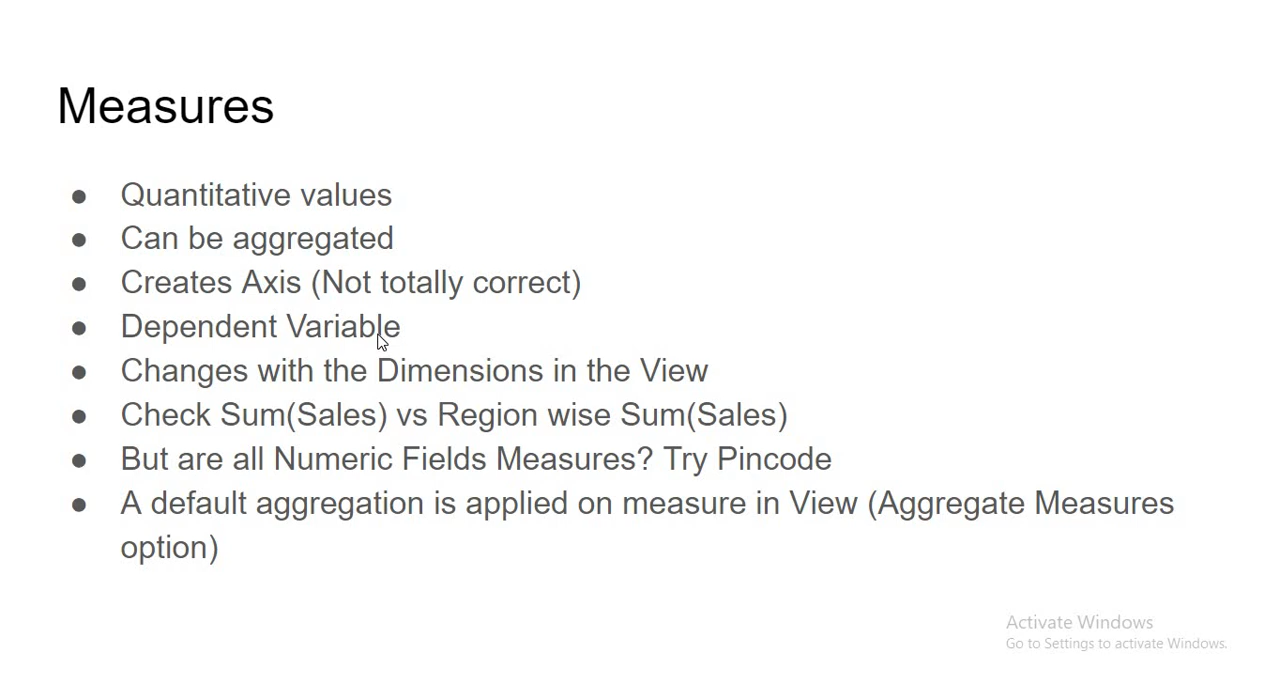 Measures
● Quantitative values
● Can be aggregated
● Creates Axis (Not totally correct)
● Dependent Variable
● Changes with the Dimensions in the View
● Check Sum(Sales) vs Region wise Sum(Sales)
● But are all Numeric Fields Measures? Try Pincode
● A default aggregation is applied on measure in View (Aggregate Measures
option)
Activate Windows
Go to Settings to activate Windows.